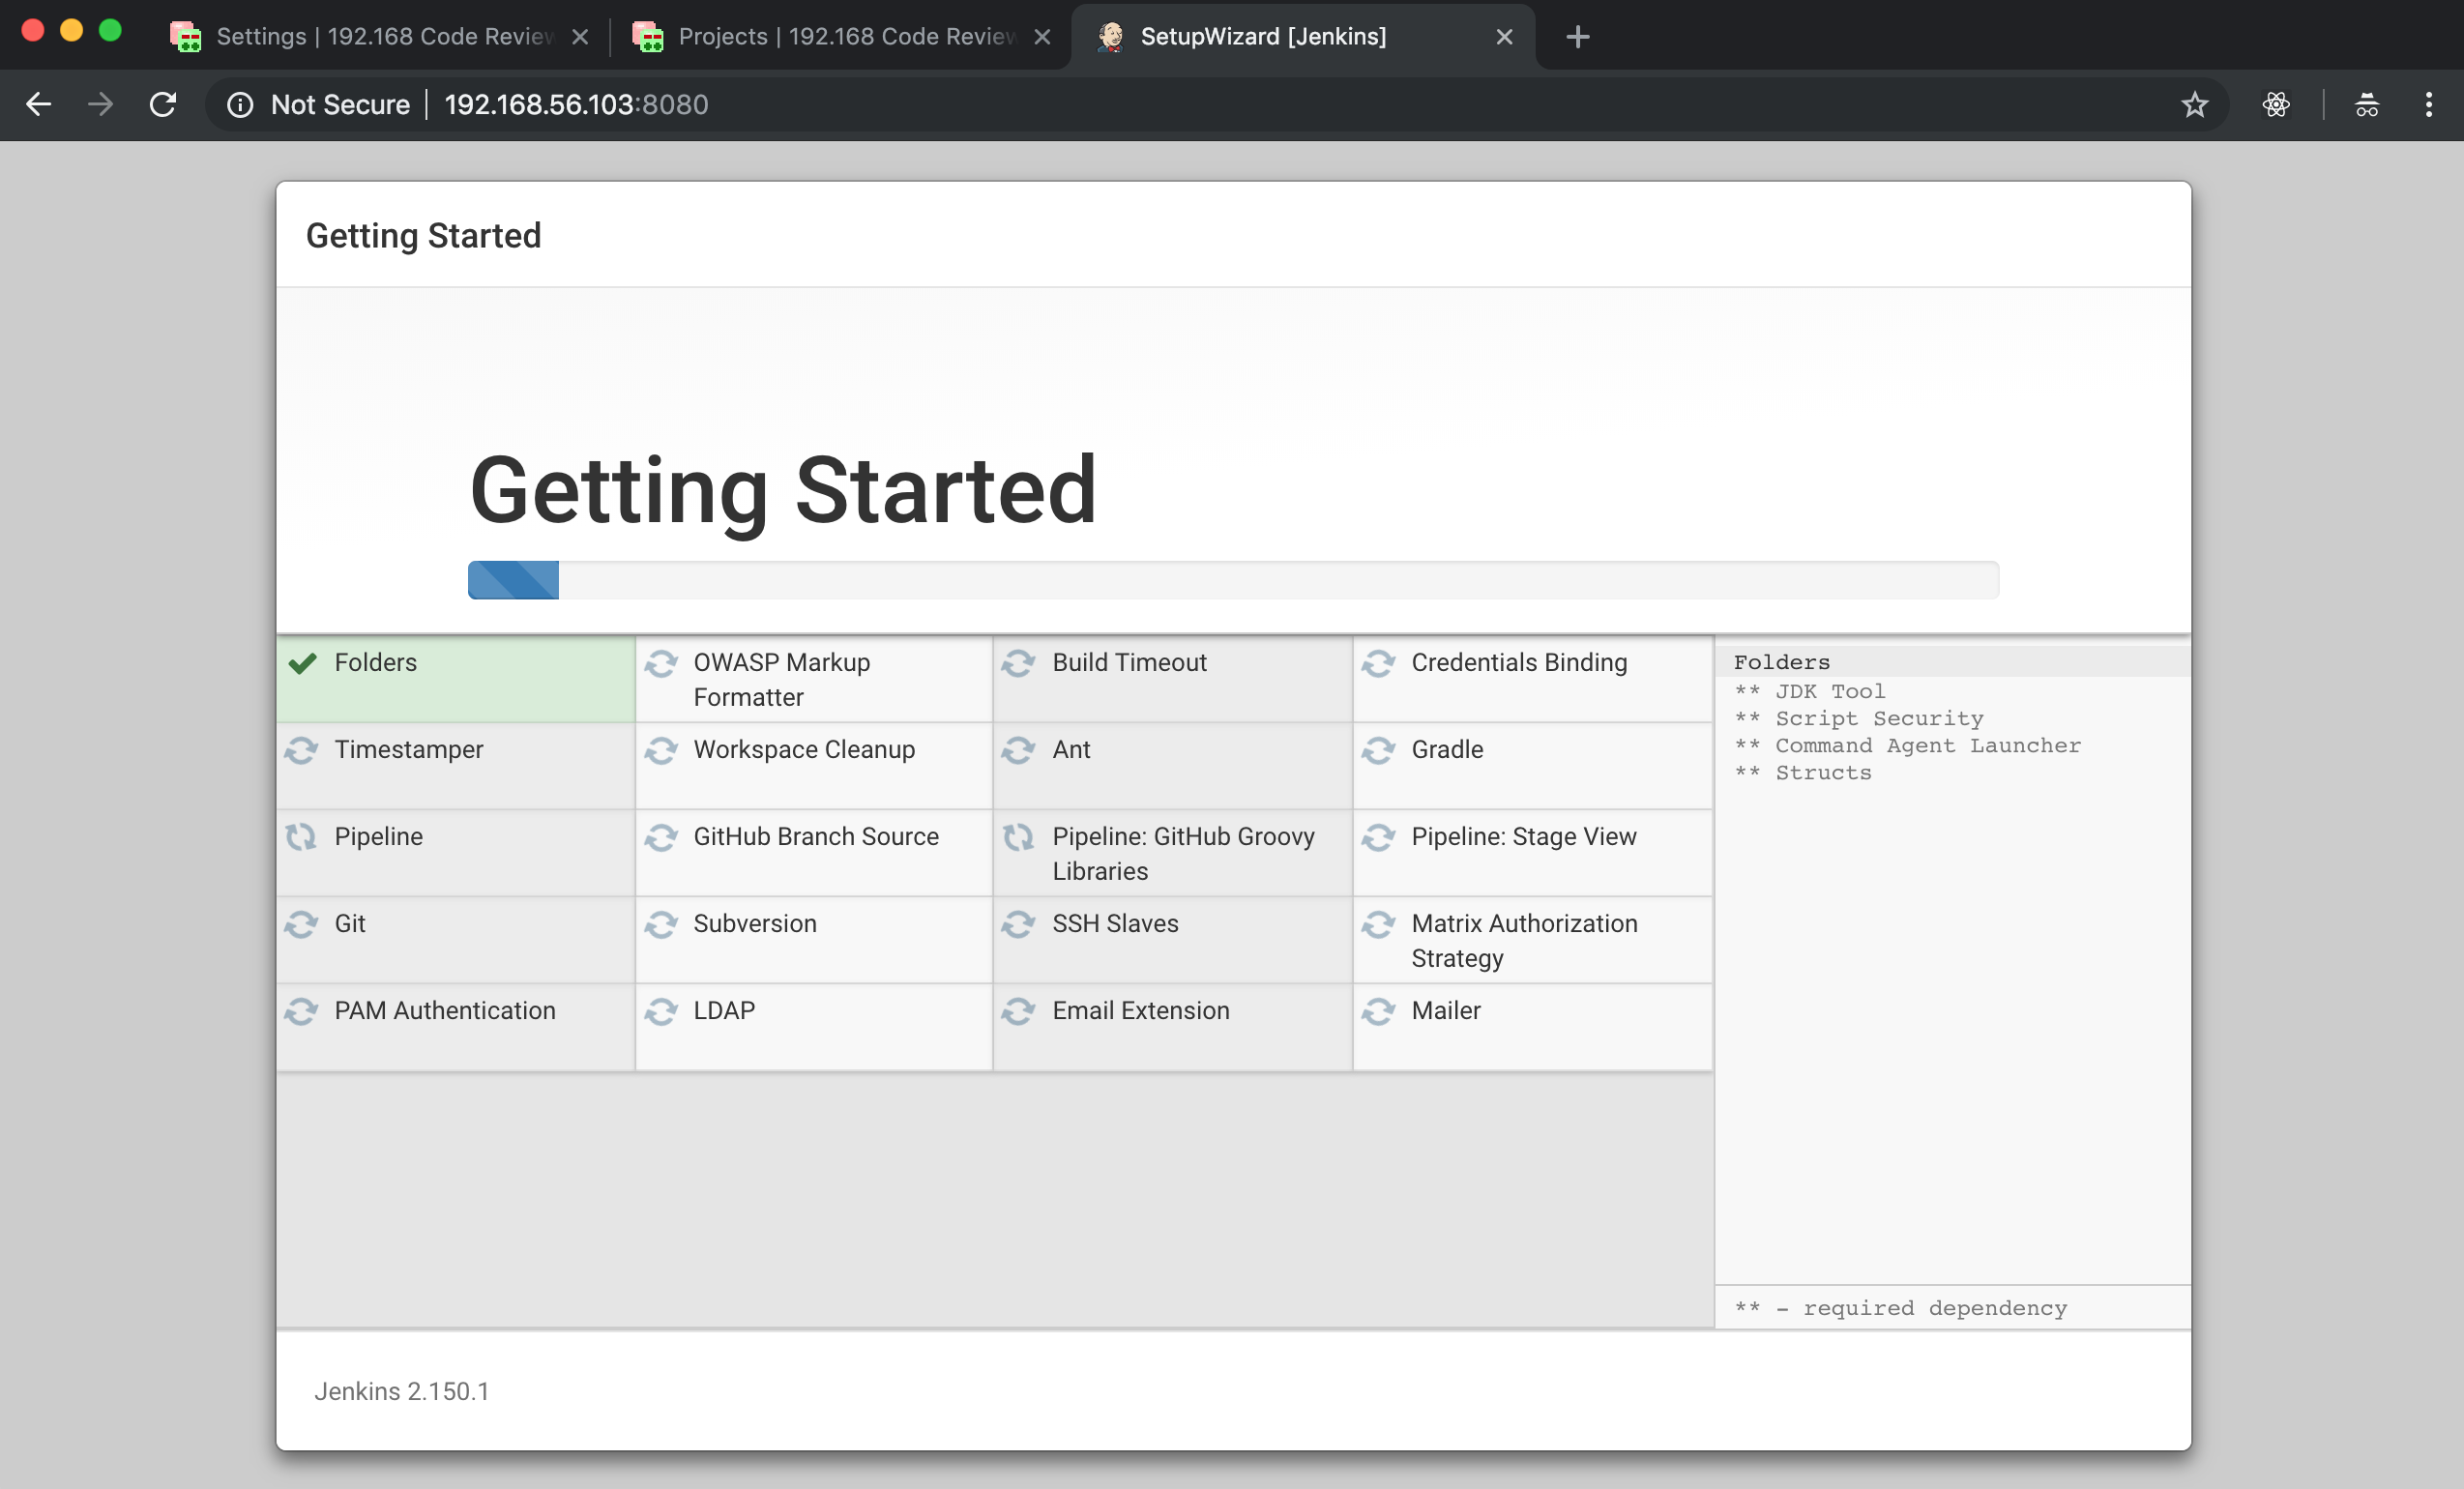 Settings | 192.168 Code Review
Projects | 192.168 Code Review
SetupWizard [Jenkins]
Not Secure
192.168.56.103:8080
Getting Started
Getting Started
Folders
OWASP Markup
Formatter
Build Timeout
Credentials Binding
Timestamper
Workspace Cleanup
Ant
Gradle
Pipeline
GitHub Branch Source
Pipeline: GitHub Groovy
Libraries
Pipeline: Stage View
Git
Subversion
SSH Slaves
Matrix Authorization
Strategy
PAM Authentication
LDAP
Email Extension
Mailer
Folders
** JDK Tool
** Script Security
** Command Agent Launcher
** Structs
** - required dependency
Jenkins 2.150.1